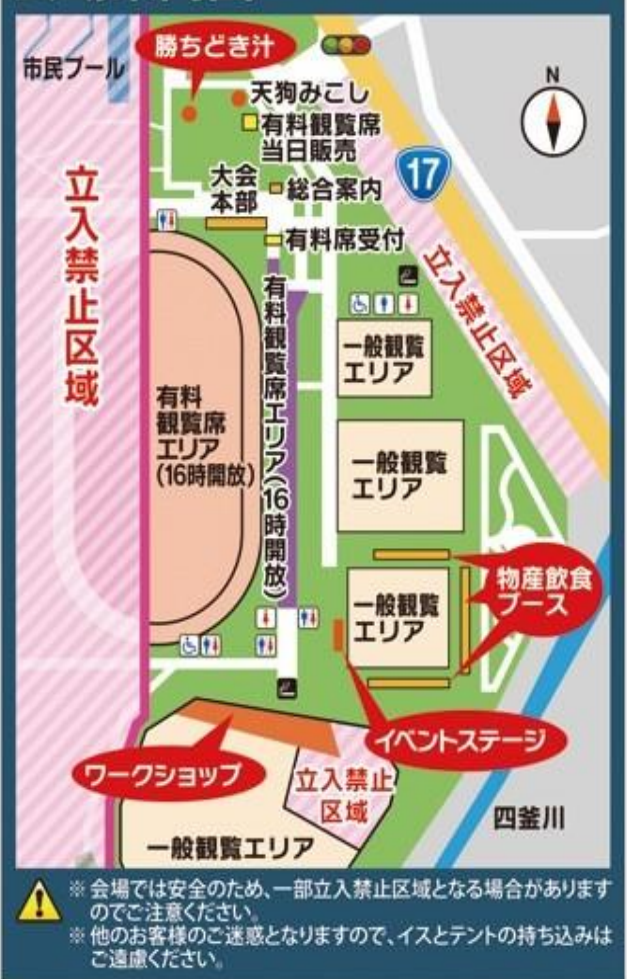 市民プール
勝ちどき汁
天狗みこし
有料観覧席
当日販売
N
17
大会
本部
総合案内
有料席受付
立入禁止区域
立入禁止区域
有料観覧席エリア(16時開放)
一般観覧
エリア
有料
観覧席
エリア
(16時開放)
一般観覧
エリア
一般観覧
エリア
物産飲食
ブース
イベントステージ
ワークショップ
立入禁止
区域
一般観覧エリア
四釜川
※会場では安全のため、一部立入禁止区域となる場合があります
のでご注意ください。
※他のお客様のご迷惑となりますので、イスとテントの持ち込みは
ご遠慮ください。